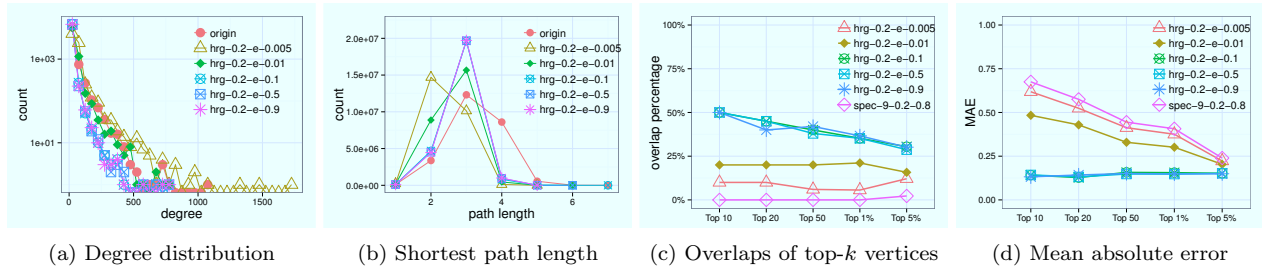 origin
hrg−0.2−e−0.005
hrg−0.2−e−0.01
hrg−0.2−e−0.1
hrg−0.2−e−0.5
hrg−0.2−e−0.9
1e+03
1e+01
count
0 500 1000 1500
degree
(a) Degree distribution
origin
hrg−0.2−e−0.005
hrg−0.2−e−0.01
hrg−0.2−e−0.1
hrg−0.2−e−0.5
hrg−0.2−e−0.9
2.0e+07
1.5e+07
1.0e+07
5.0e+06
0.0e+00
count
2 4 6
path length
(b) Shortest path length
hrg−0.2−e−0.005
hrg−0.2−e−0.01
hrg−0.2−e−0.1
hrg−0.2−e−0.5
hrg−0.2−e−0.9
spec−9−0.2−0.8
100%
75%
50%
25%
0%
overlap percentage
Top 10 Top 20 Top 50 Top 1% Top 5%
(c) Overlaps of top-k vertices
hrg−0.2−e−0.005
hrg−0.2−e−0.01
hrg−0.2−e−0.1
hrg−0.2−e−0.5
hrg−0.2−e−0.9
spec−9−0.2−0.8
1.00
0.75
0.50
0.25
0.00
MAE
Top 10 Top 20 Top 50 Top 1% Top 5%
(d) Mean absolute error